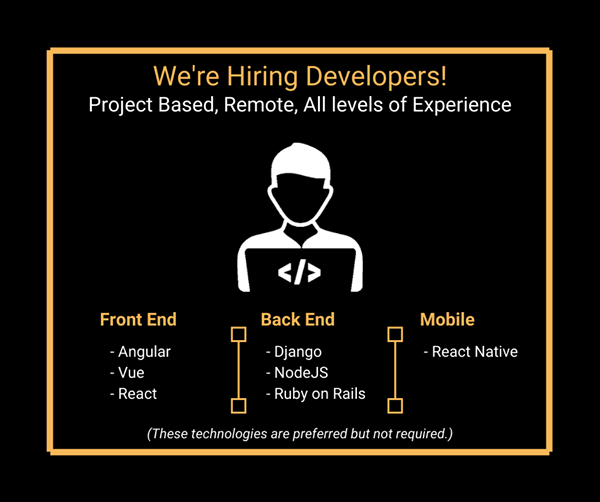 We're Hiring Developers!
Project Based, Remote, All levels of Experience
</>
Front End
- Angular
- Vue
- React
Back End
- Django
- NodeJS
- Ruby on Rails
Mobile
- React Native
(These technologies are preferred but not required.)